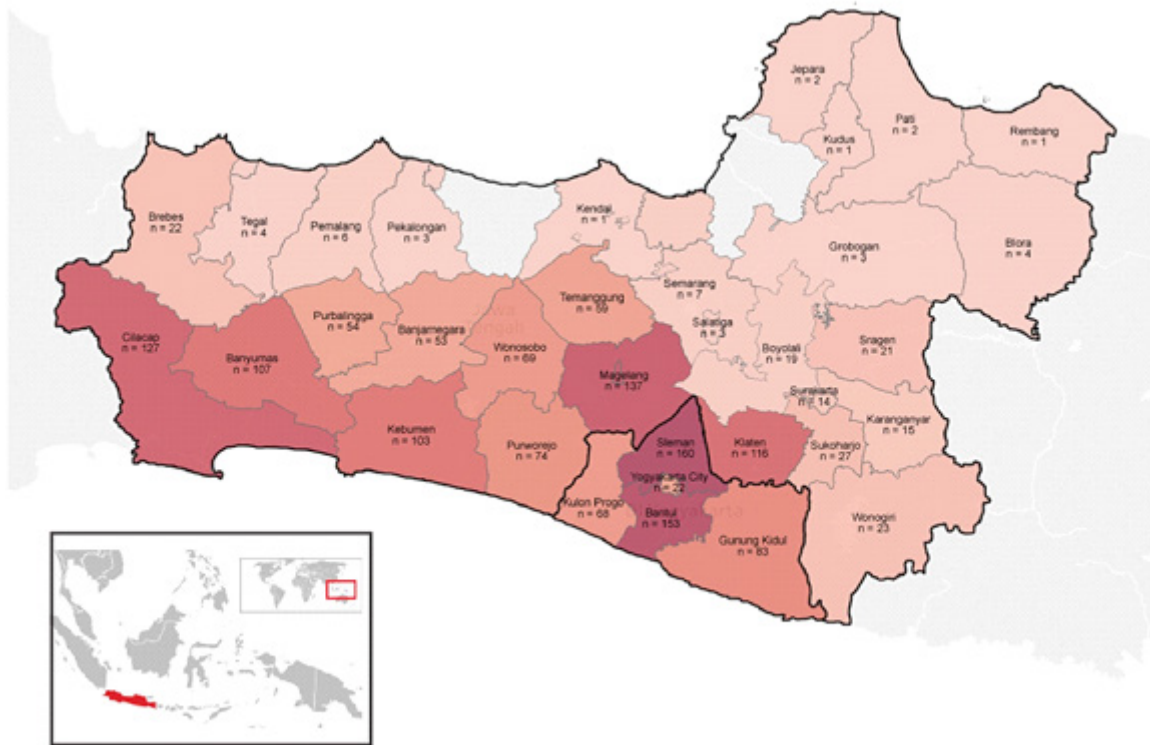 Jepara
n = 2
Pati
n = 2
Kudus
n = 1
Rembang
n = 1
Brebes
n = 22
Tegal
n = 4
Pemalang
n = 6
Pekalongan
n = 3
Kendal
n = 1
Grobogan
n = 3
Blora
n = 4
Semarang
n = 7
Temanggung
n = 59
Purbalingga
n = 54
Banjarnegara
n = 53
Wonosobo
n = 69
Salatiga
n = 3
Boyolali
n = 19
Sragen
n = 21
Cilacap
n = 127
Banyumas
n = 107
Magelang
n = 137
Surakarta
n = 14
Karanganyar
n = 15
Kebumen
n = 103
Purworejo
n = 74
Sleman
n = 160
Klaten
n = 116
Sukoharjo
n = 27
Yogyakarta City
n = 22
Kulon Progo
n = 68
Bantul
n = 153
Gunung Kidul
n = 83
Wonogiri
n = 23